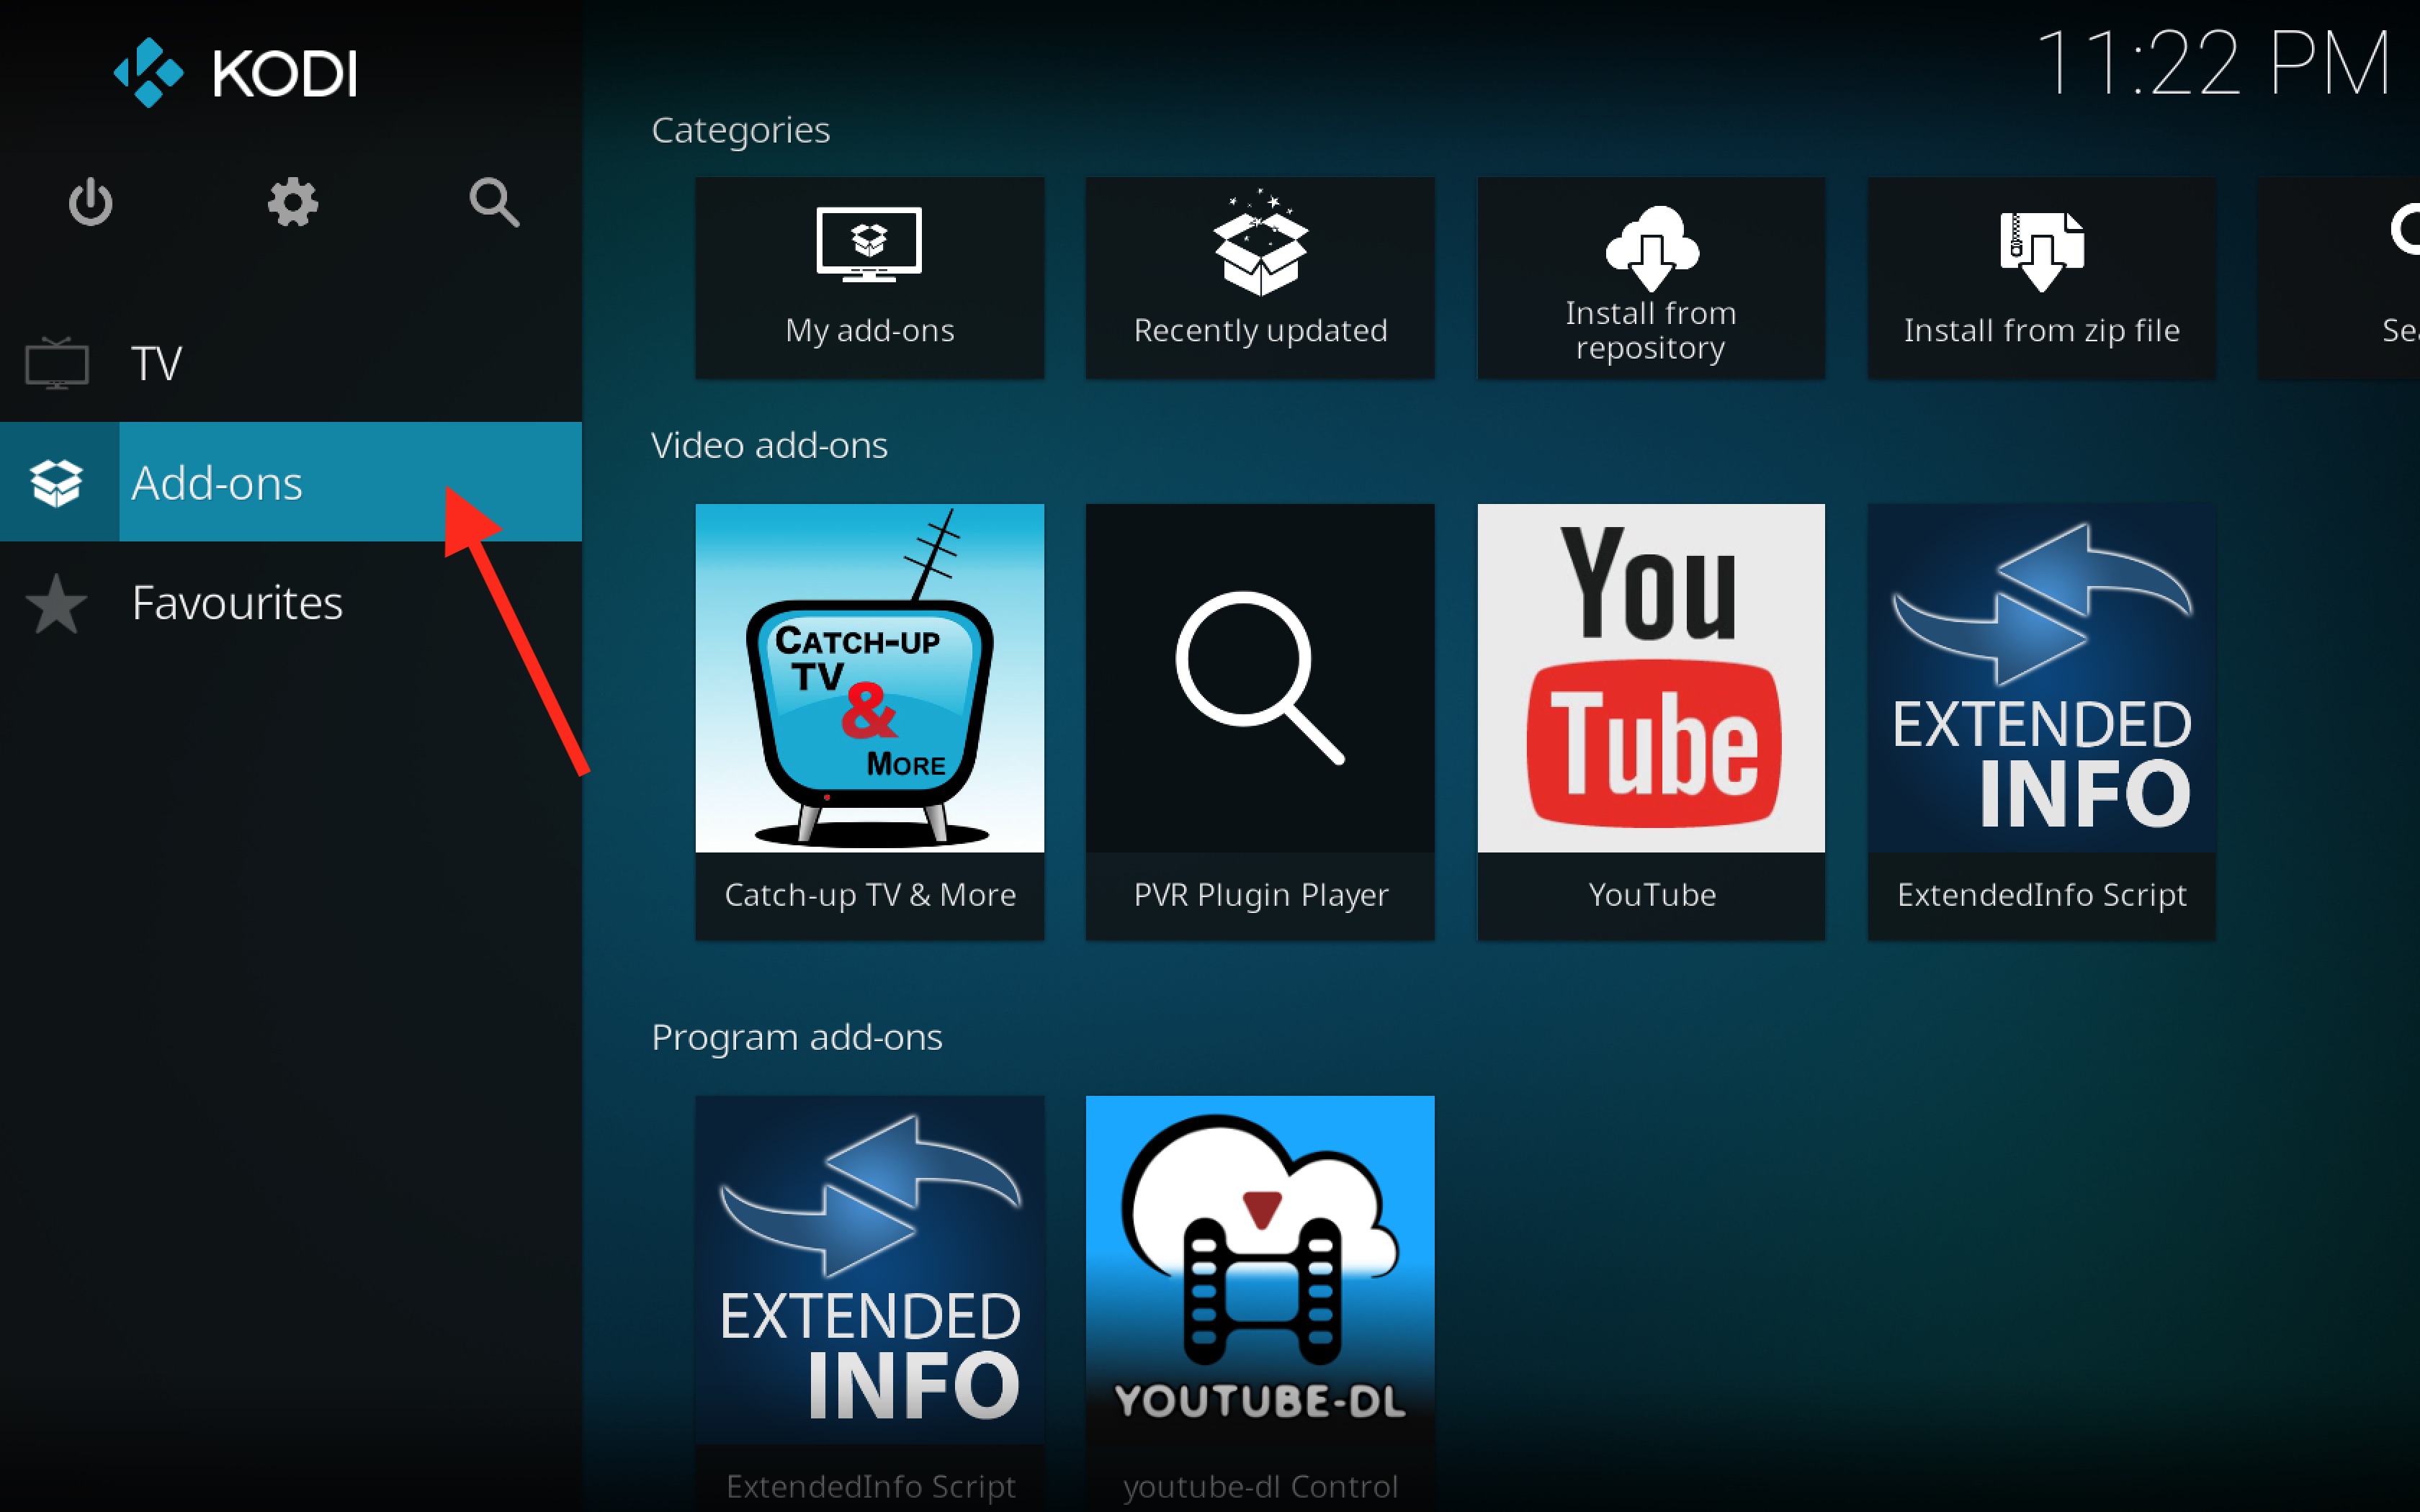 KODI
11:22 PM
TV
Add-ons
Favourites
Categories
My add-ons
Recently updated
Install from
repository
Install from zip file
Video add-ons
CATCH-UP
TV
&
MORE
You
Tube
EXTENDED
INFO
Catch-up TV & More
PVR Plugin Player
YouTube
ExtendedInfo Script
Program add-ons
EXTENDED
INFO
YOUTUBE-DL
ExtendedInfo Script
youtube-dl Control